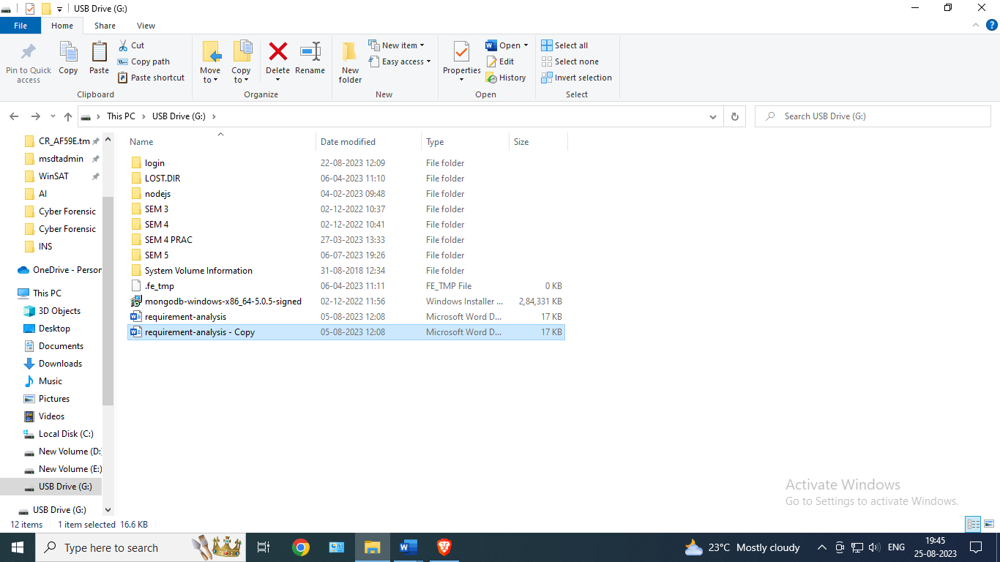 USB Drive (G:)
File Home Share View
Pin to Quick access
Copy
Paste
Cut
Copy path
Paste shortcut
Clipboard
Move to
Copy to
Delete
Rename
Organize
New folder
New item
Easy access
New
Properties
Open
Edit
History
Open
Select all
Select none
Invert selection
Select
This PC USB Drive (G:)
Search USB Drive (G:)
CR_AF59E.tm
msdtadmin
WinSAT
AI
Cyber Forensic
Cyber Forensic
INS
OneDrive - Person
This PC
3D Objects
Desktop
Documents
Downloads
Music
Pictures
Videos
Local Disk (C:)
New Volume (D:)
New Volume (E:)
USB Drive (G:)
USB Drive (G:)
Name Date modified Type Size
login 22-08-2023 12:09 File folder
LOST.DIR 06-04-2023 11:10 File folder
nodejs 04-02-2023 09:48 File folder
SEM 3 02-12-2022 10:37 File folder
SEM 4 02-12-2022 10:41 File folder
SEM 4 PRAC 27-03-2023 13:33 File folder
SEM 5 06-07-2023 19:26 File folder
System Volume Information 31-08-2018 12:34 File folder
.fe_tmp 06-04-2023 11:11 FE_TMP File 0 KB
mongodb-windows-x86_64-5.0.5-signed 02-12-2022 11:56 Windows Installer ... 2,84,331 KB
requirement-analysis 05-08-2023 12:08 Microsoft Word D... 17 KB
requirement-analysis - Copy 05-08-2023 12:08 Microsoft Word D... 17 KB
Activate Windows
Go to Settings to activate Windows.
12 items 1 item selected 16.6 KB
Type here to search
23°C Mostly cloudy
ENG
19:45
25-08-2023